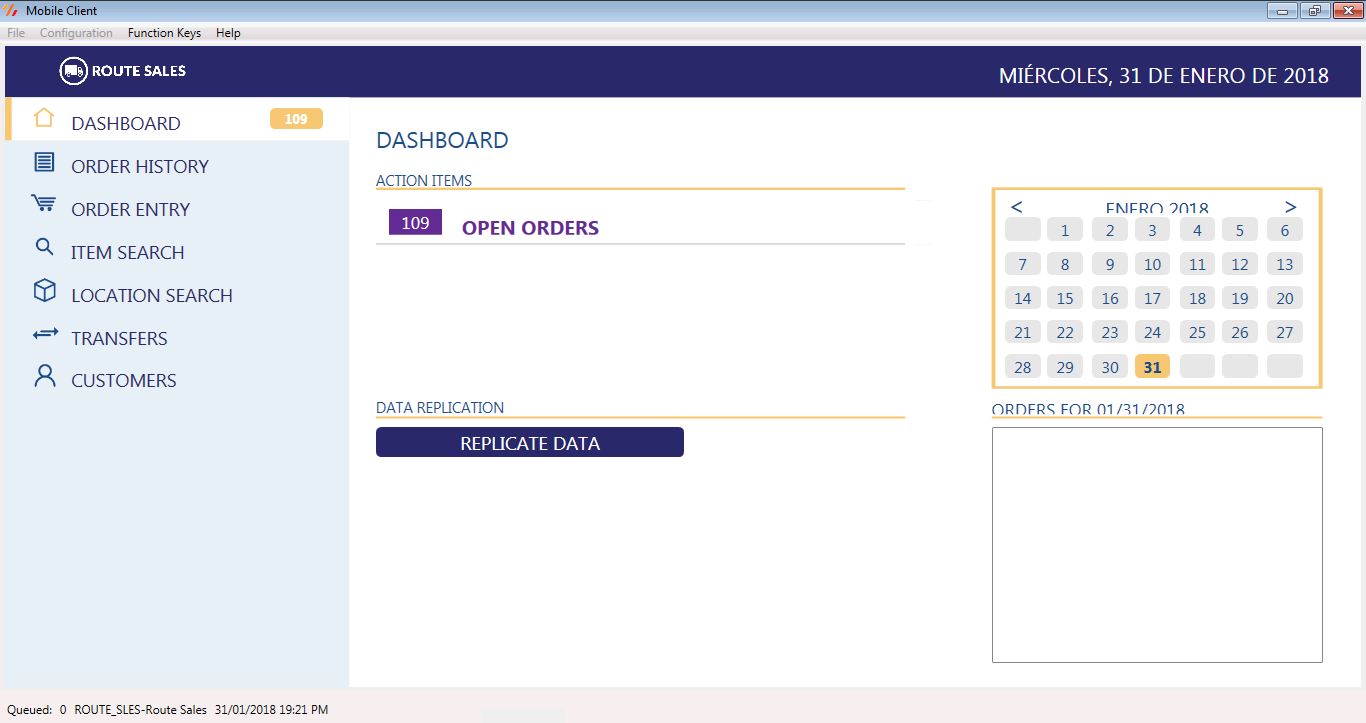 Mobile Client
File Configuration Function Keys Help
ROUTE SALES
MIÉRCOLES, 31 DE ENERO DE 2018
DASHBOARD 109
ORDER HISTORY
ORDER ENTRY
ITEM SEARCH
LOCATION SEARCH
TRANSFERS
CUSTOMERS
DASHBOARD
ACTION ITEMS
109 OPEN ORDERS
DATA REPLICATION
REPLICATE DATA
< ENERO 2018 >
1 2 3 4 5 6
7 8 9 10 11 12 13
14 15 16 17 18 19 20
21 22 23 24 25 26 27
28 29 30 31
ORDERS FOR 01/31/2018
Queued: 0 ROUTE_SLES-Route Sales 31/01/2018 19:21 PM